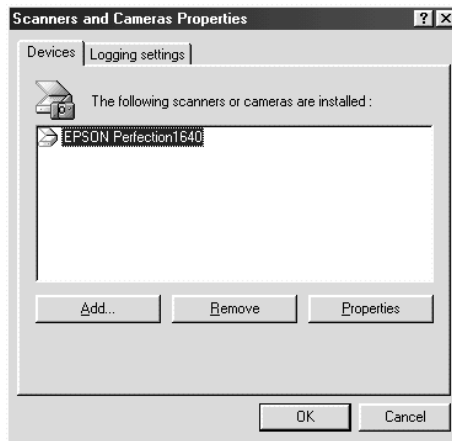 Scanners and Cameras Properties
Devices
Logging settings
The following scanners or cameras are installed :
EPSON Perfection1640
Add...
Remove
Properties
OK
Cancel